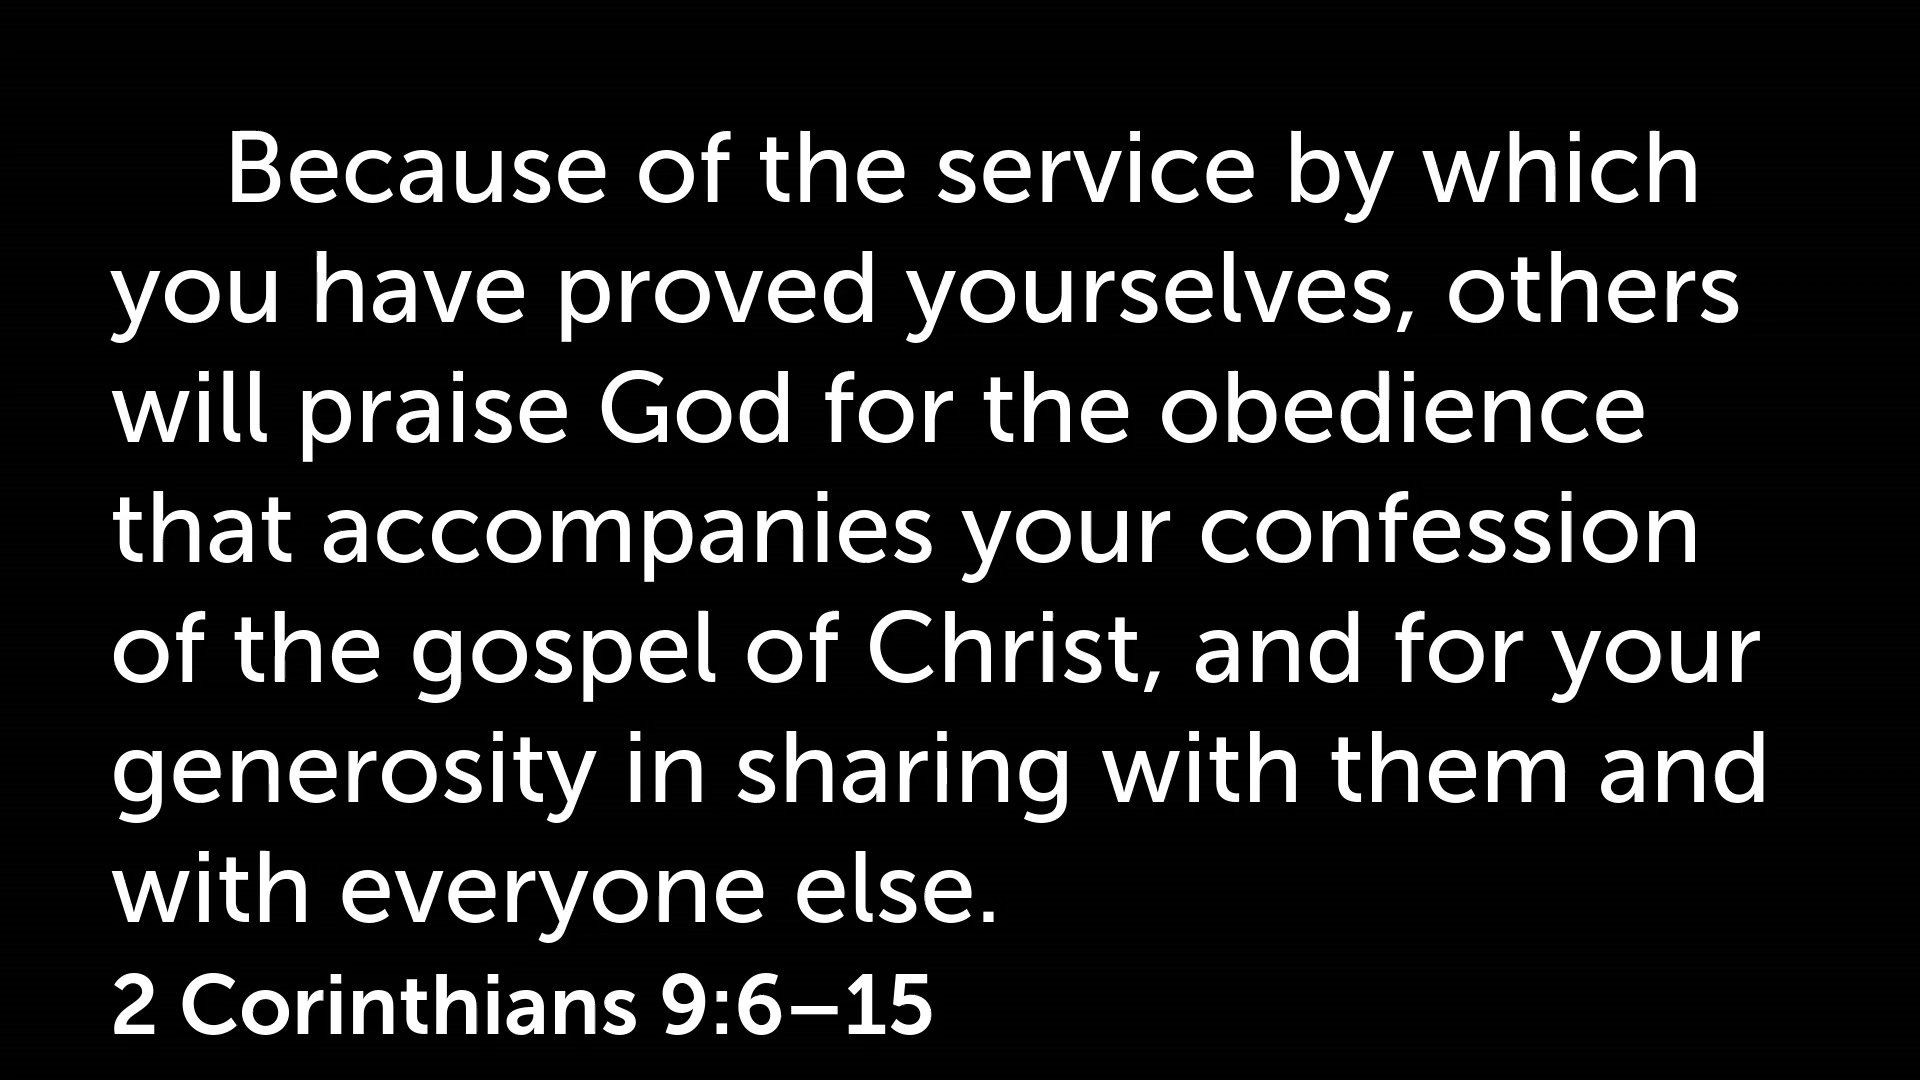 Because of the service by which
you have proved yourselves, others
will praise God for the obedience
that accompanies your confession
of the gospel of Christ, and for your
generosity in sharing with them and
with everyone else.
2 Corinthians 9:6–15